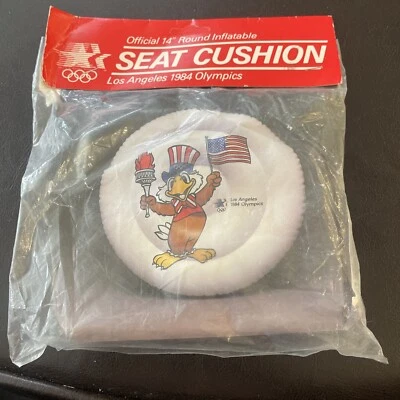 Official 14" Round Inflatable
SEAT CUSHION
Los Angeles 1984 Olympics
Los Angeles
1984 Olympics